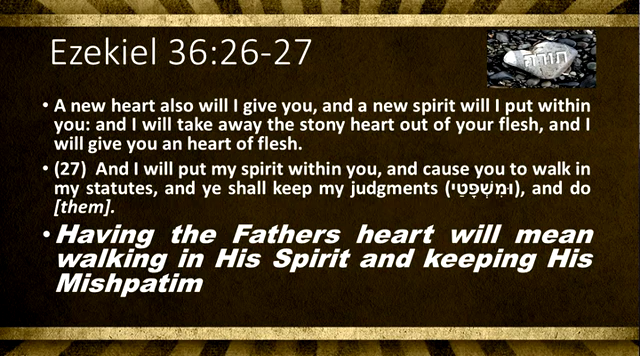 Ezekiel 36:26-27
תורה
• A new heart also will I give you, and a new spirit will I put within
you: and I will take away the stony heart out of your flesh, and I
will give you an heart of flesh.
• (27) And I will put my spirit within you, and cause you to walk in
my statutes, and ye shall keep my judgments (וּמִשְׁפָּטַי), and do
[them].
• Having the Fathers heart will mean
walking in His Spirit and keeping His
Mishpatim